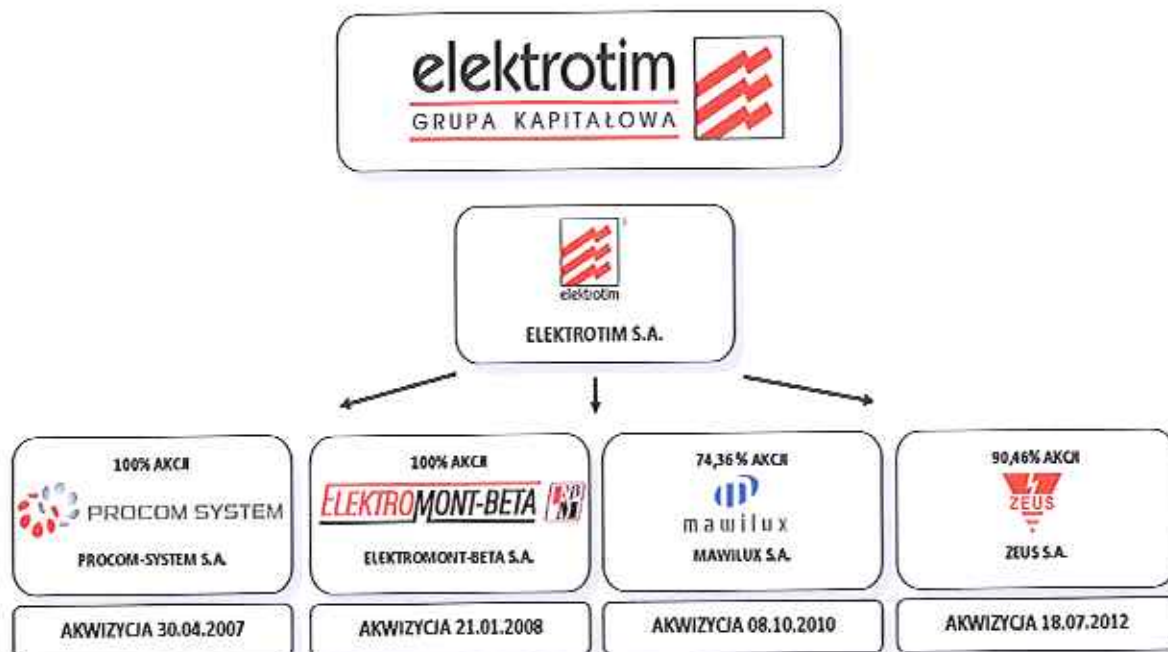 elektrotim
GRUPA KAPITAŁOWA
elektrotim
ELEKTROTIM S.A.
100% AKCJI
PROCOM SYSTEM
PROCOM-SYSTEM S.A.
AKWIZYCJA 30.04.2007
100% AKCJI
ELEKTROMONT-BETA
ELEKTROMONT-BETA S.A.
AKWIZYCJA 21.01.2008
74,36% AKCJI
mawilux
MAWILUX S.A.
AKWIZYCJA 08.10.2010
90,46% AKCJI
ZEUS
ZEUS S.A.
AKWIZYCJA 18.07.2012